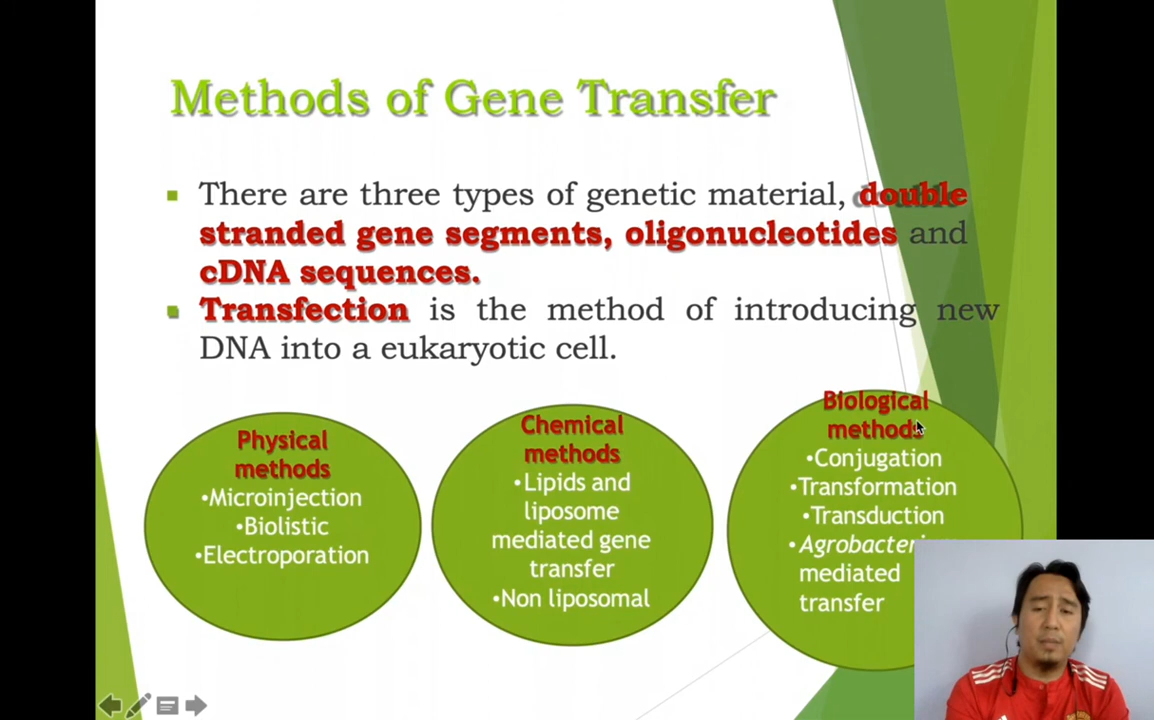 Methods of Gene Transfer
▪ There are three types of genetic material, double
stranded gene segments, oligonucleotides and
cDNA sequences.
▪ Transfection is the method of introducing new
DNA into a eukaryotic cell.
Physical
methods
•Microinjection
•Biolistic
•Electroporation
Chemical
methods
•Lipids and
liposome
mediated gene
transfer
•Non liposomal
Biological
methods
•Conjugation
•Transformation
•Transduction
•
mediated
transfer